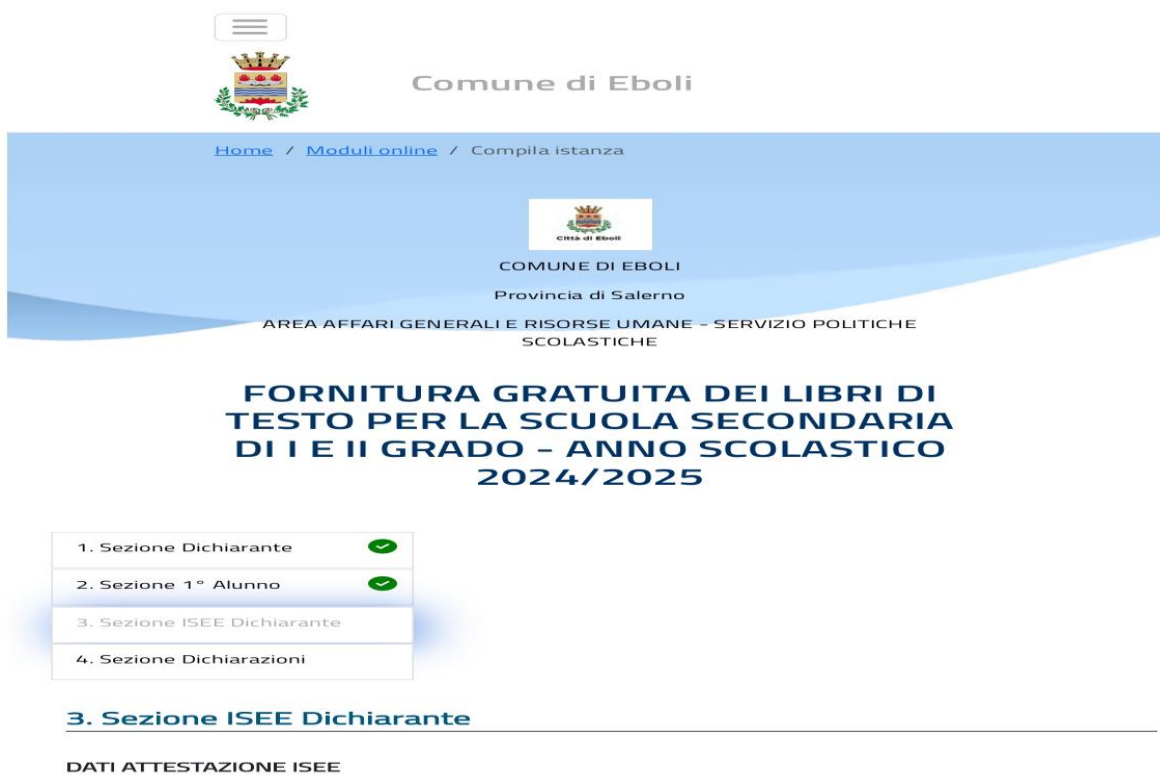 Comune di Eboli
Home / Moduli online / Compila istanza
Città di Eboli
COMUNE DI EBOLI
Provincia di Salerno
AREA AFFARI GENERALI E RISORSE UMANE - SERVIZIO POLITICHE
SCOLASTICHE
FORNITURA GRATUITA DEI LIBRI DI
TESTO PER LA SCUOLA SECONDARIA
DI I E II GRADO - ANNO SCOLASTICO
2024/2025
1. Sezione Dichiarante
2. Sezione 1° Alunno
3. Sezione ISEE Dichiarante
4. Sezione Dichiarazioni
3. Sezione ISEE Dichiarante
DATI ATTESTAZIONE ISEE